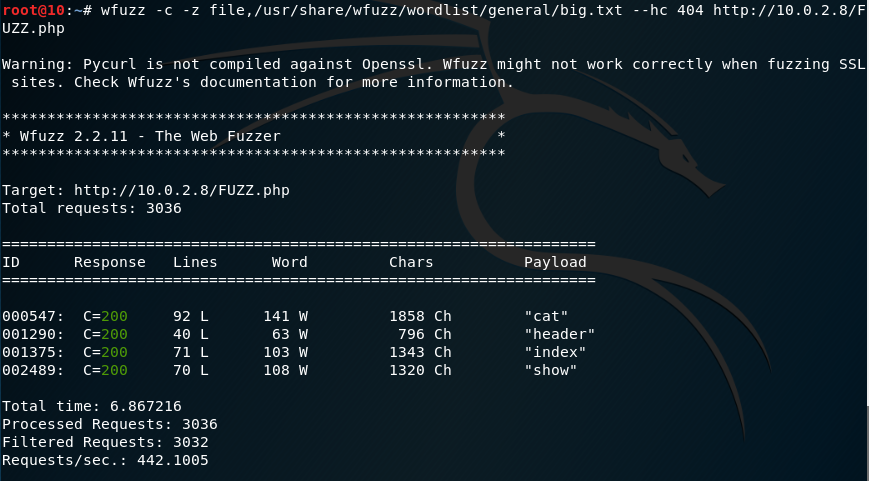 root@10:~# wfuzz -c -z file,/usr/share/wfuzz/wordlist/general/big.txt --hc 404 http://10.0.2.8/F
UZZ.php
Warning: Pycurl is not compiled against Openssl. Wfuzz might not work correctly when fuzzing SSL
 sites. Check Wfuzz's documentation for more information.
********************************************************
* Wfuzz 2.2.11 - The Web Fuzzer                        *
********************************************************
Target: http://10.0.2.8/FUZZ.php
Total requests: 3036
==================================================================
ID      Response   Lines      Word         Chars          Payload
==================================================================
000547:  C=200     92 L      141 W         1858 Ch        "cat"
001290:  C=200     40 L       63 W          796 Ch        "header"
001375:  C=200     71 L      103 W         1343 Ch        "index"
002489:  C=200     70 L      108 W         1320 Ch        "show"
Total time: 6.867216
Processed Requests: 3036
Filtered Requests: 3032
Requests/sec.: 442.1005